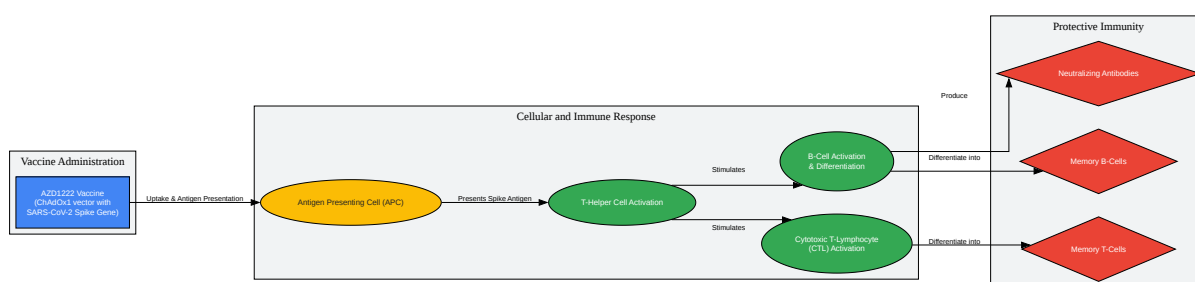 Vaccine Administration
AZD1222 Vaccine
(ChAdOx1 vector with
SARS-CoV-2 Spike Gene)
Uptake & Antigen Presentation
Cellular and Immune Response
Antigen Presenting Cell (APC)
Presents Spike Antigen
T-Helper Cell Activation
Stimulates
Stimulates
B-Cell Activation
& Differentiation
Cytotoxic T-Lymphocyte
(CTL) Activation
Produce
Differentiate into
Differentiate into
Protective Immunity
Neutralizing Antibodies
Memory B-Cells
Memory T-Cells